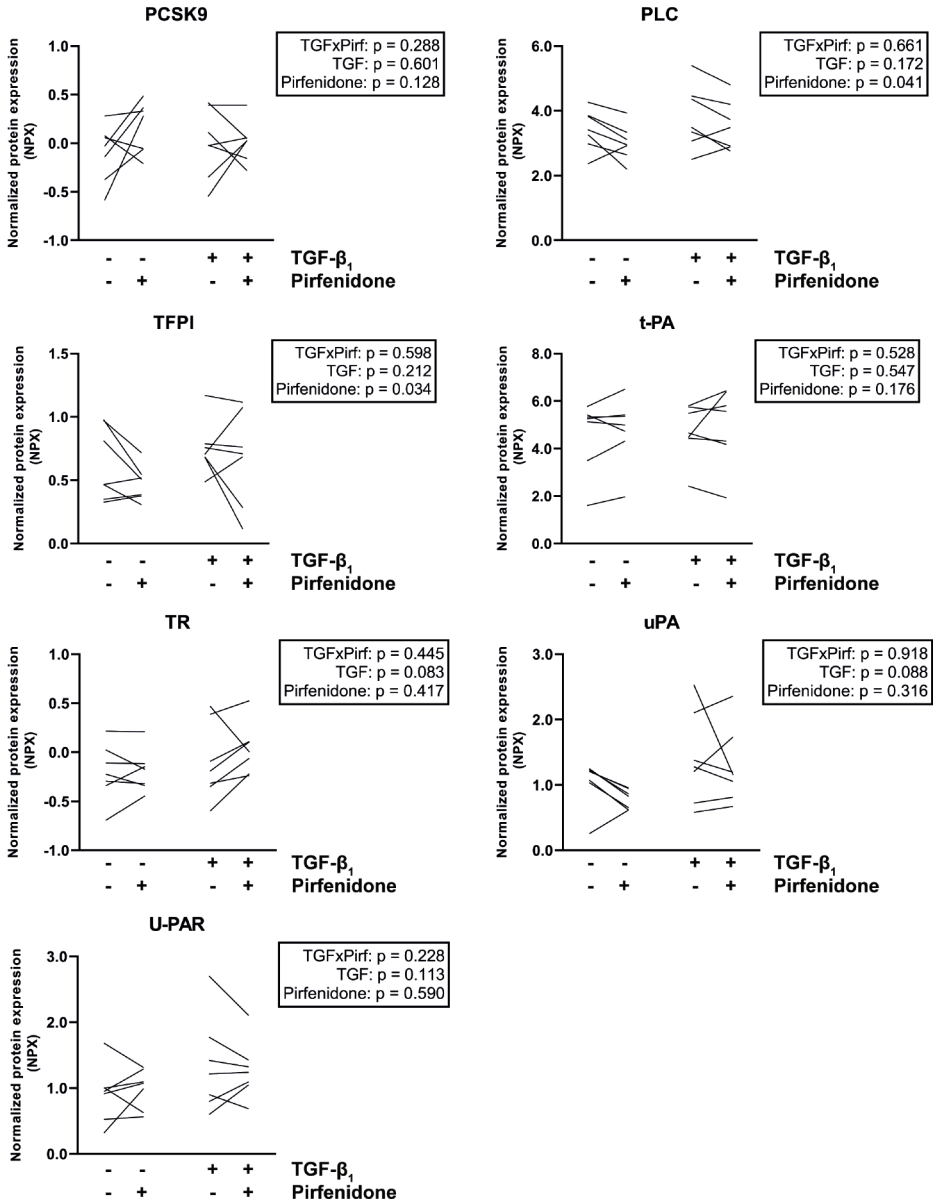 PCSK9
Normalized protein expression
(NPX)
1.0
0.5
0.0
-0.5
-1.0
TGFxPirf: p = 0.288
TGF: p = 0.601
Pirfenidone: p = 0.128
- - + + TGF-β1
- + - + Pirfenidone
PLC
Normalized protein expression
(NPX)
6.0
4.0
2.0
0.0
TGFxPirf: p = 0.661
TGF: p = 0.172
Pirfenidone: p = 0.041
- - + + TGF-β1
- + - + Pirfenidone
TFPI
Normalized protein expression
(NPX)
1.5
1.0
0.5
0.0
TGFxPirf: p = 0.598
TGF: p = 0.212
Pirfenidone: p = 0.034
- - + + TGF-β1
- + - + Pirfenidone
t-PA
Normalized protein expression
(NPX)
8.0
6.0
4.0
2.0
0.0
TGFxPirf: p = 0.528
TGF: p = 0.547
Pirfenidone: p = 0.176
- - + + TGF-β1
- + - + Pirfenidone
TR
Normalized protein expression
(NPX)
1.0
0.5
0.0
-0.5
-1.0
TGFxPirf: p = 0.445
TGF: p = 0.083
Pirfenidone: p = 0.417
- - + + TGF-β1
- + - + Pirfenidone
uPA
Normalized protein expression
(NPX)
3.0
2.0
1.0
0.0
TGFxPirf: p = 0.918
TGF: p = 0.088
Pirfenidone: p = 0.316
- - + + TGF-β1
- + - + Pirfenidone
U-PAR
Normalized protein expression
(NPX)
3.0
2.0
1.0
0.0
TGFxPirf: p = 0.228
TGF: p = 0.113
Pirfenidone: p = 0.590
- - + + TGF-β1
- + - + Pirfenidone